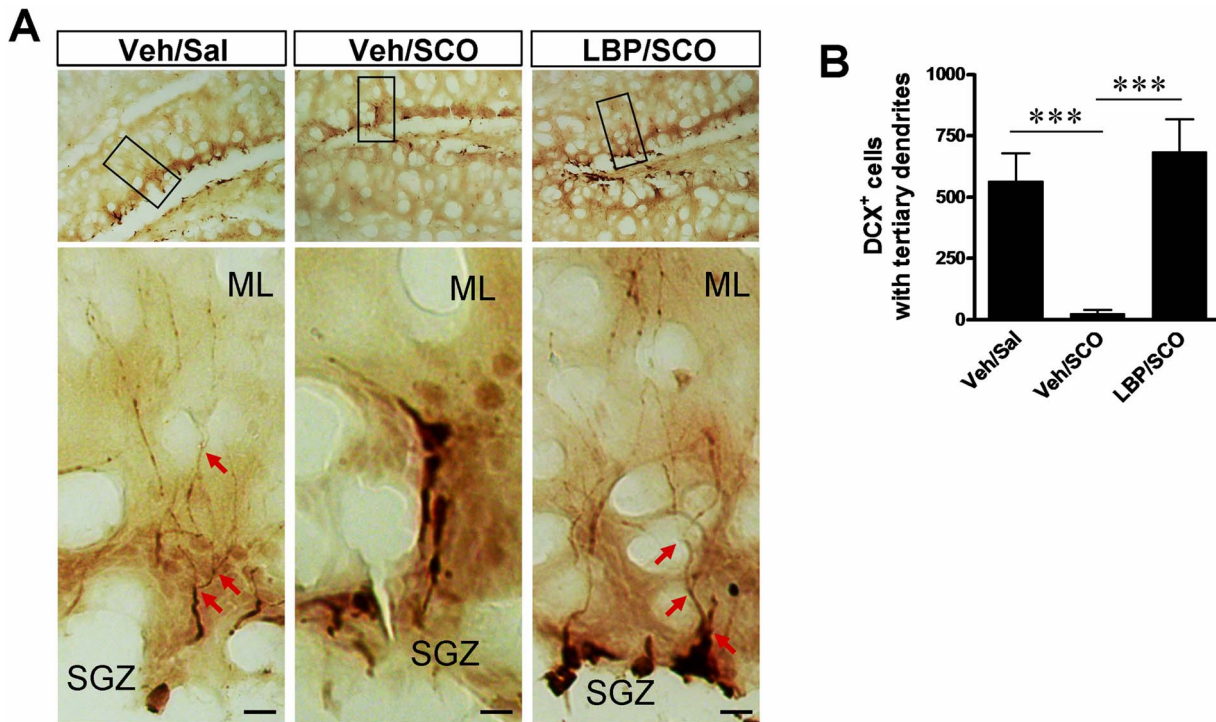 A
Veh/Sal
Veh/SCO
LBP/SCO
ML
ML
ML
SGZ
SGZ
SGZ
B
DCX+ cells
with tertiary dendrites
1000
750
500
250
0
***
***
Veh/Sal
Veh/SCO
LBP/SCO